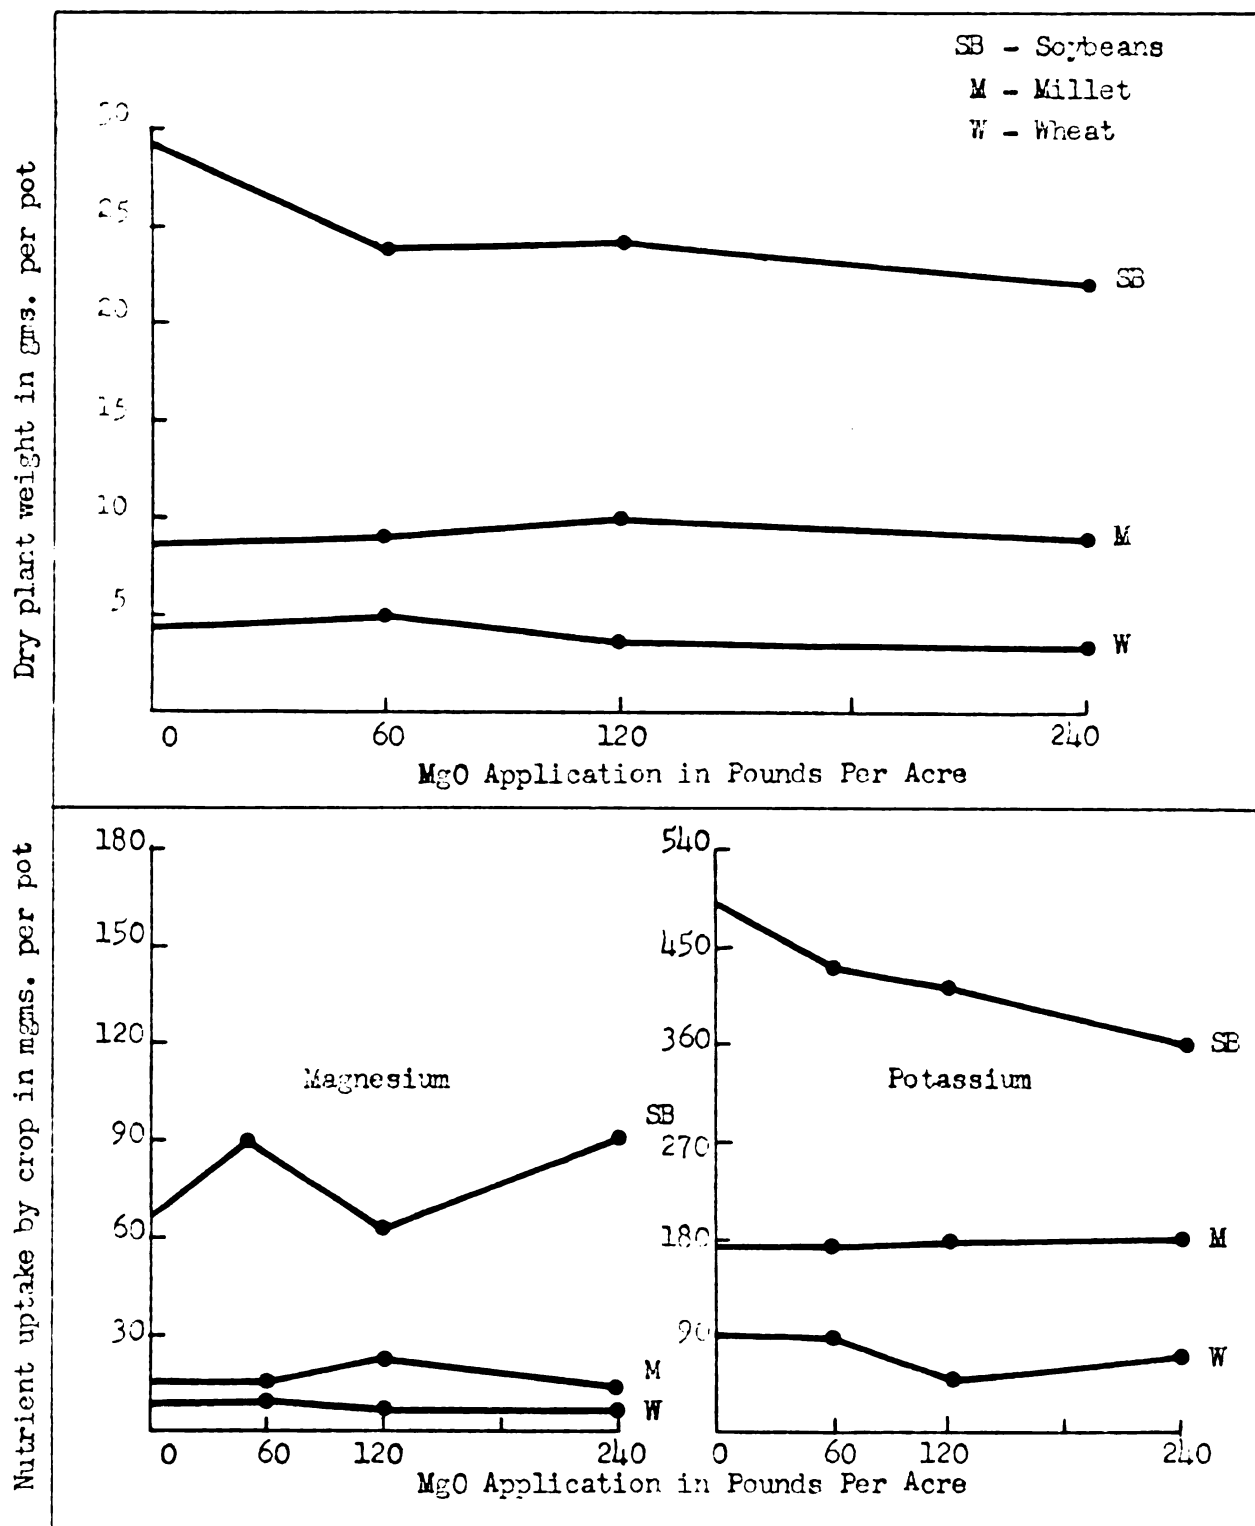 SB - Soybeans
M - Millet
W - Wheat
Dry plant weight in gms. per pot
30
25
20
15
10
5
SB
M
W
0 60 120 240
MgO Application in Pounds Per Acre
Nutrient uptake by crop in mgms. per pot
180
150
120
90
60
30
Magnesium
SB
M
W
0 60 120 240
540
450
360
270
180
90
Potassium
SB
M
W
0 60 120 240
MgO Application in Pounds Per Acre